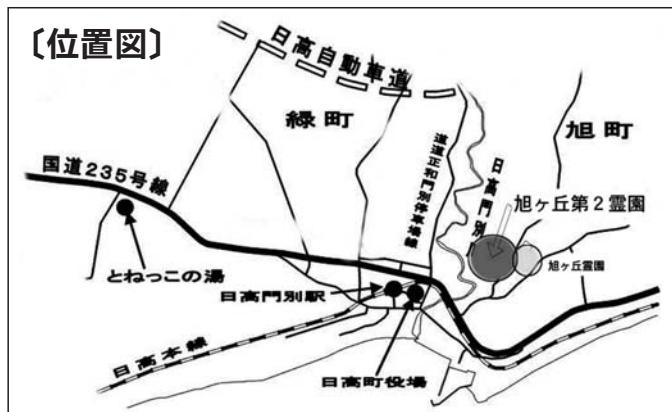 〔位置図〕
日高自動車道
緑町
旭町
国道235号線
道道正和門別停車場線
日高門別
旭ヶ丘第2霊園
旭ヶ丘霊園
とねっこの湯
日高門別駅
日高本線
日高町役場